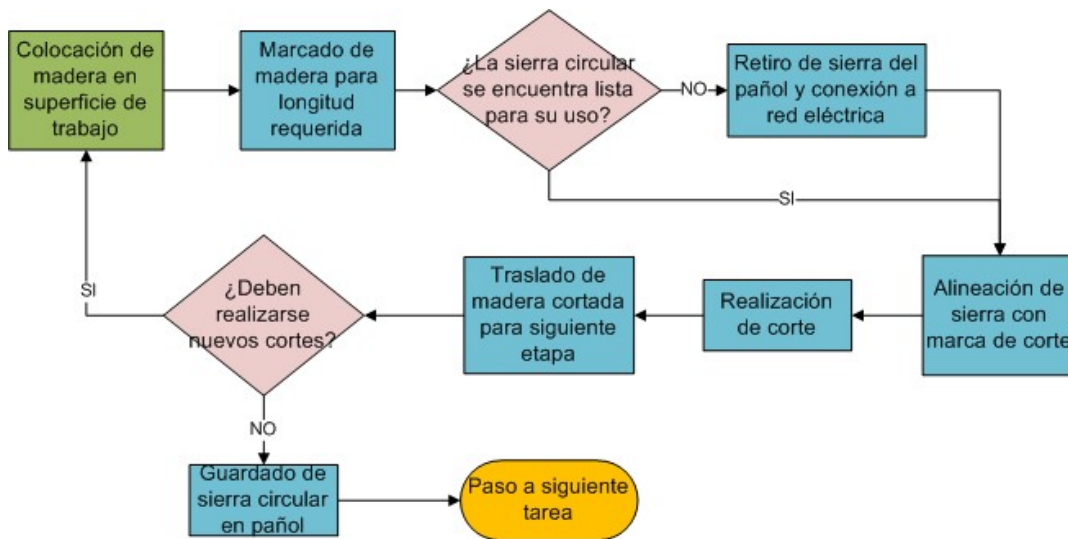 Colocación de
madera en
superficie de
trabajo
Marcado de
madera para
longitud
requerida
¿La sierra circular
se encuentra lista
para su uso?
NO
Retiro de sierra del
pañol y conexión a
red eléctrica
SI
Alineación de
sierra con
marca de corte
Realización
de corte
Traslado de
madera cortada
para siguiente
etapa
¿Deben
realizarse
nuevos cortes?
SI
NO
Guardado de
sierra circular
en pañol
Paso a siguiente
tarea